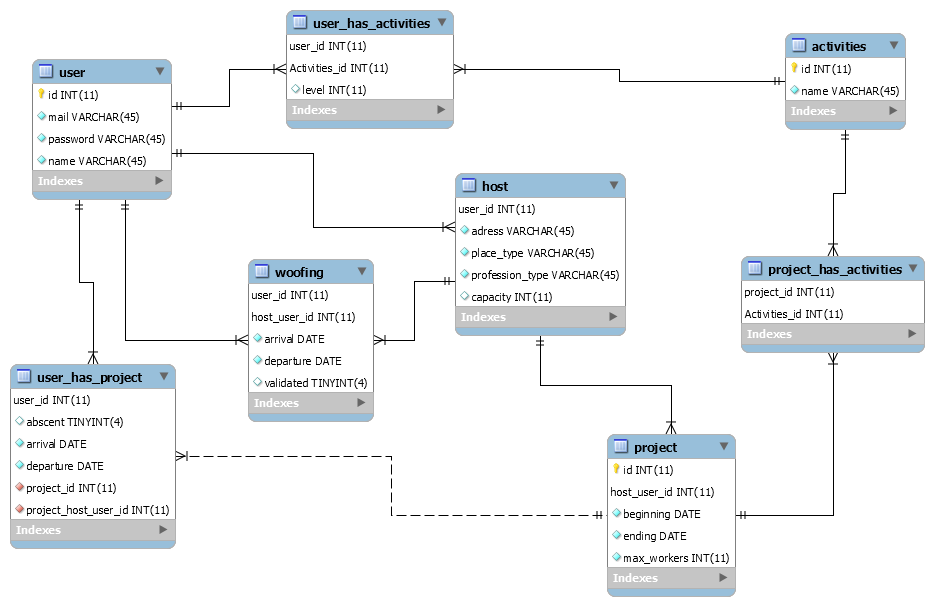 user_has_activities
user_id INT(11)
Activities_id INT(11)
level INT(11)
Indexes
activities
id INT(11)
name VARCHAR(45)
Indexes
user
id INT(11)
mail VARCHAR(45)
password VARCHAR(45)
name VARCHAR(45)
Indexes
host
user_id INT(11)
adress VARCHAR(45)
place_type VARCHAR(45)
profession_type VARCHAR(45)
capacity INT(11)
Indexes
woofing
user_id INT(11)
host_user_id INT(11)
arrival DATE
departure DATE
validated TINYINT(4)
Indexes
project_has_activities
project_id INT(11)
Activities_id INT(11)
Indexes
user_has_project
user_id INT(11)
abscent TINYINT(4)
arrival DATE
departure DATE
project_id INT(11)
project_host_user_id INT(11)
Indexes
project
id INT(11)
host_user_id INT(11)
beginning DATE
ending DATE
max_workers INT(11)
Indexes